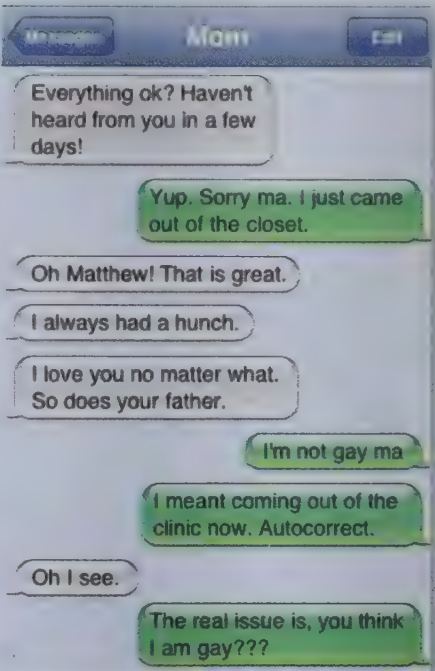 Mom
Edit
Everything ok? Haven't
heard from you in a few
days!
Yup. Sorry ma. I just came
out of the closet.
Oh Matthew! That is great.
I always had a hunch.
I love you no matter what.
So does your father.
I'm not gay ma
I meant coming out of the
clinic now. Autocorrect.
Oh I see.
The real issue is, you think
I am gay???